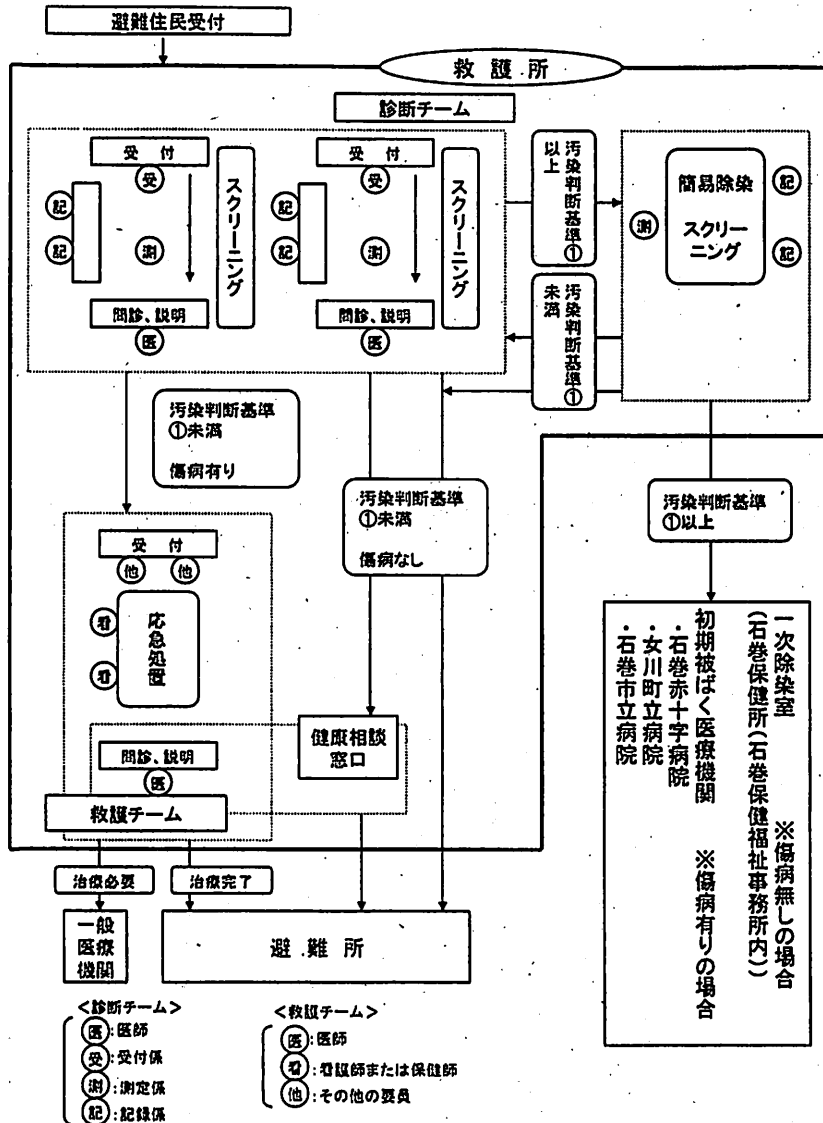 避難住民受付
救護所
診断チーム
受付
受
記
記
測
スクリーニング
問診、説明
医
受付
受
記
記
測
スクリーニング
問診、説明
医
汚染判断基準①
以上
汚染判断基準①
未満
簡易除染
スクリー
ニング
測
記
記
汚染判断基準
①未満
傷病有り
汚染判断基準
①未満
傷病なし
汚染判断基準
①以上
受付
他
他
看
看
応急処置
問診、説明
医
救護チーム
健康相談
窓口
一次除染室 ※傷病無しの場合
(石巻保健所(石巻保健福祉事務所内))
初期被ばく医療機関 ※傷病有りの場合
・石巻赤十字病院
・女川町立病院
・石巻市立病院
治療必要
治療完了
一般
医療
機関
避難所
<診断チーム>
医:医師
受:受付係
測:測定係
記:記録係
<救護チーム>
医:医師
看:看護師または保健師
他:その他の要員